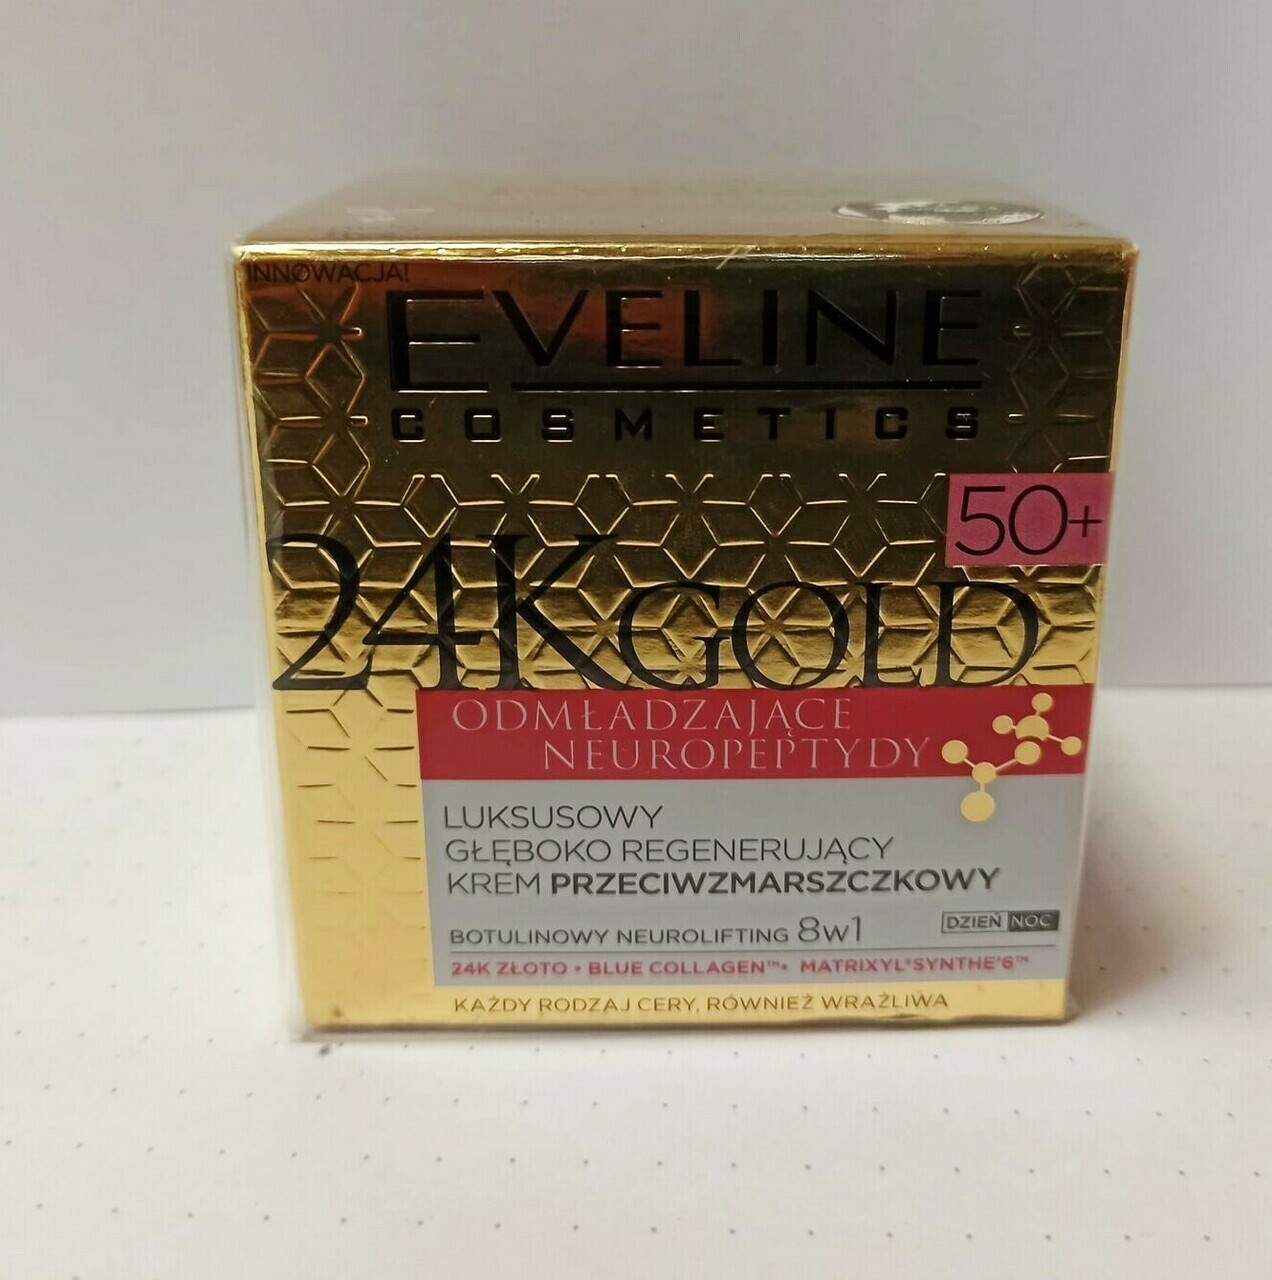 INNOWACJA!
EVELINE
COSMETICS
50+
24K GOLD
ODMŁADZAJĄCE
NEUROPEPTYDY
LUKSUSOWY
GŁĘBOKO REGENERUJĄCY
KREM PRZECIWZMARSZCZKOWY
BOTULINOWY NEUROLIFTING 8w1
DZIEŃ NOC
24K ZŁOTO • BLUE COLLAGEN™ • MATRIXYL®SYNTHE'6™
KAŻDY RODZAJ CERY, RÓWNIEŻ WRAŻLIWA